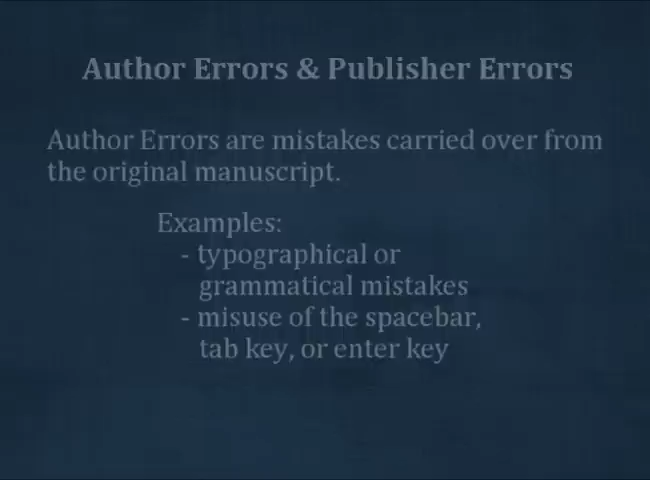 Author Errors & Publisher Errors
Author Errors are mistakes carried over from
the original manuscript.
Examples:
- typographical or
grammatical mistakes
- misuse of the spacebar,
tab key, or enter key